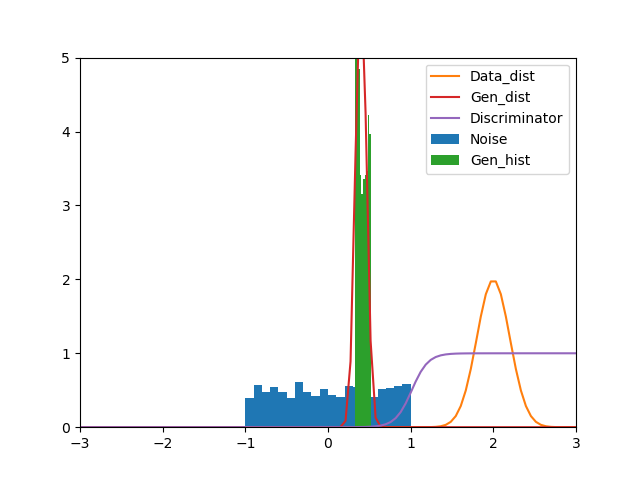 5
4
3
2
1
0
−3
−2
−1
0
1
2
3
Data_dist
Gen_dist
Discriminator
Noise
Gen_hist